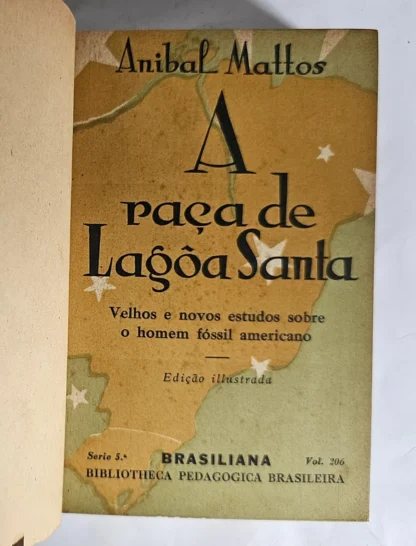 Anibal Mattos
A
raça de
Lagôa Santa
Velhos e novos estudos sobre
o homem fóssil americano
Edição illustrada
Serie 5.ª BRASILIANA Vol. 206
BIBLIOTHECA PEDAGOGICA BRASILEIRA